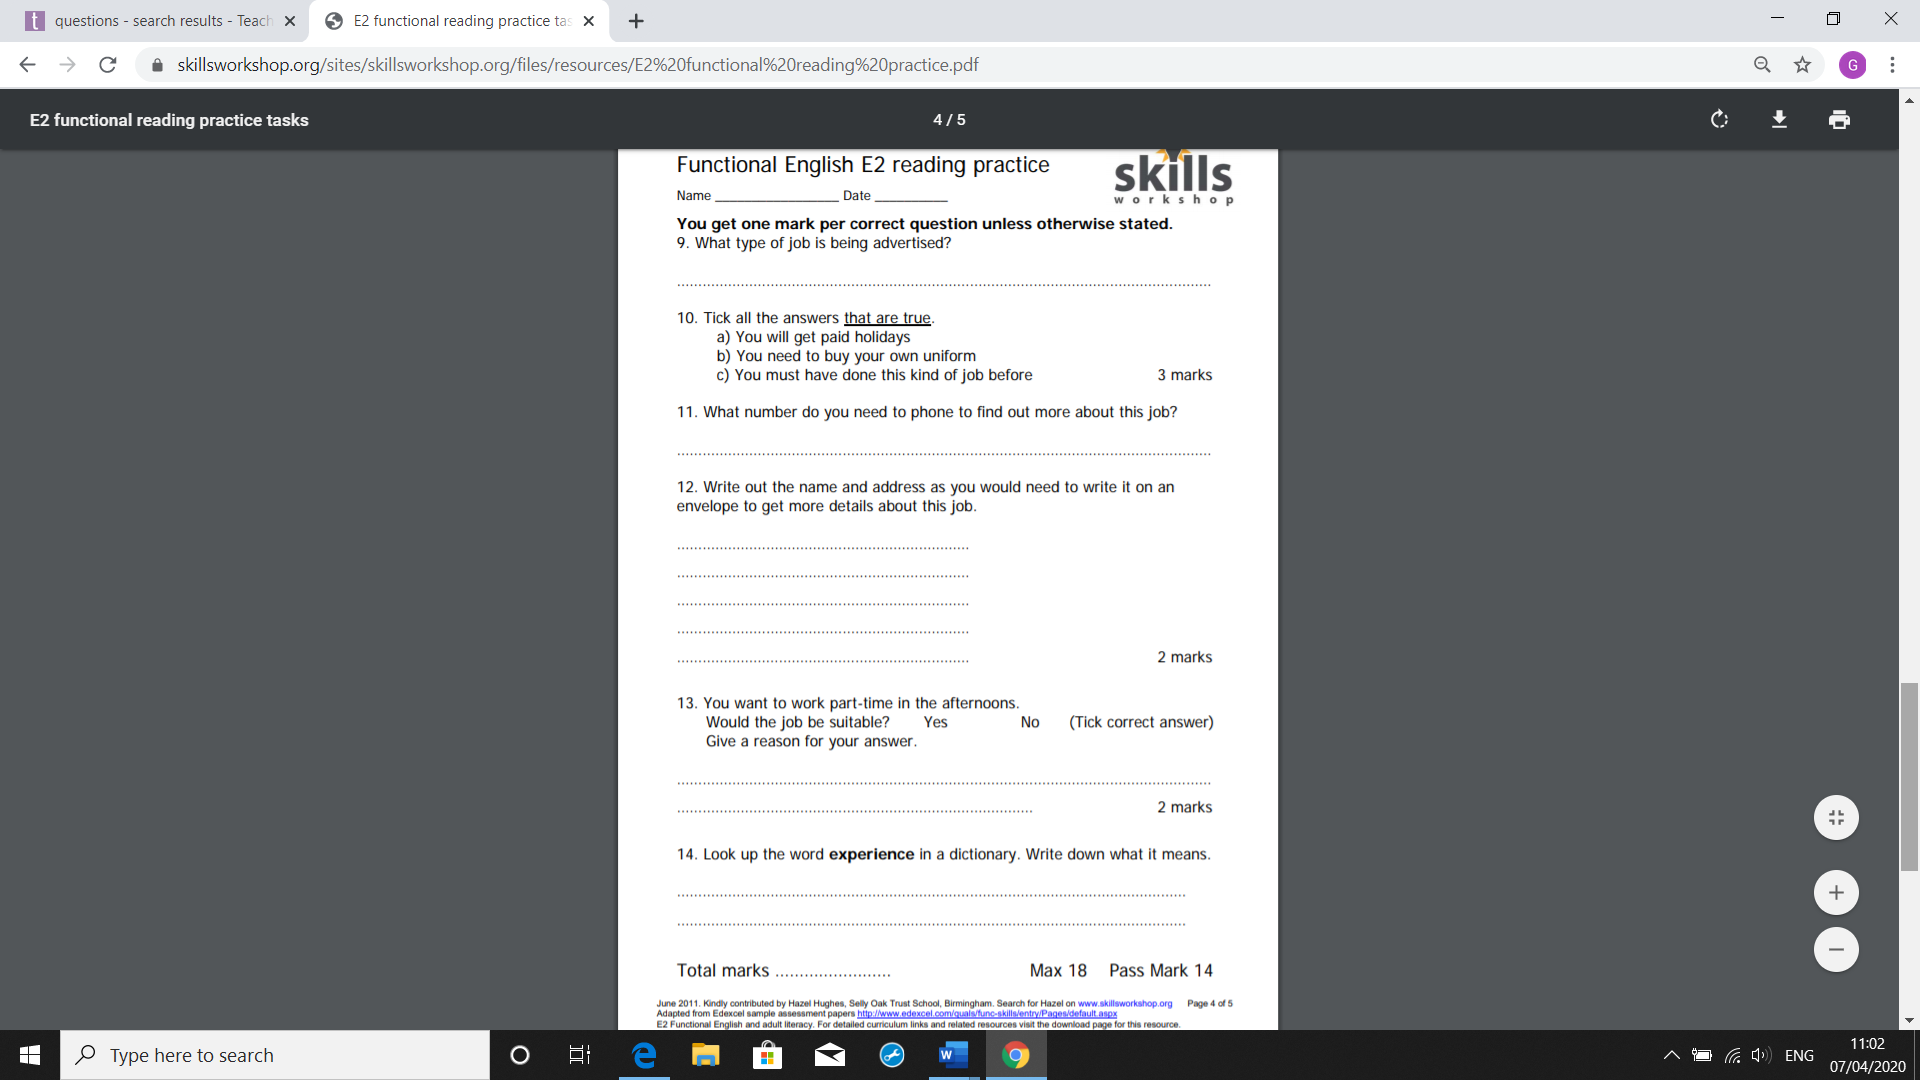 questions - search results - Teach
E2 functional reading practice tas
skillsworkshop.org/sites/skillsworkshop.org/files/resources/E2%20functional%20reading%20practice.pdf
G
E2 functional reading practice tasks
4 / 5
Functional English E2 reading practice
skills
workshop
Name _________________ Date __________
You get one mark per correct question unless otherwise stated.
9. What type of job is being advertised?
10. Tick all the answers that are true.
a) You will get paid holidays
b) You need to buy your own uniform
c) You must have done this kind of job before 3 marks
11. What number do you need to phone to find out more about this job?
12. Write out the name and address as you would need to write it on an
envelope to get more details about this job.
2 marks
13. You want to work part-time in the afternoons.
Would the job be suitable? Yes No (Tick correct answer)
Give a reason for your answer.
2 marks
14. Look up the word experience in a dictionary. Write down what it means.
Total marks ........................ Max 18 Pass Mark 14
June 2011. Kindly contributed by Hazel Hughes, Selly Oak Trust School, Birmingham. Search for Hazel on www.skillsworkshop.org Page 4 of 5
Adapted from Edexcel sample assessment papers http://www.edexcel.com/quals/func-skills/entry/Pages/default.aspx
E2 Functional English and adult literacy. For detailed curriculum links and related resources visit the download page for this resource.
Type here to search
ENG
11:02
07/04/2020